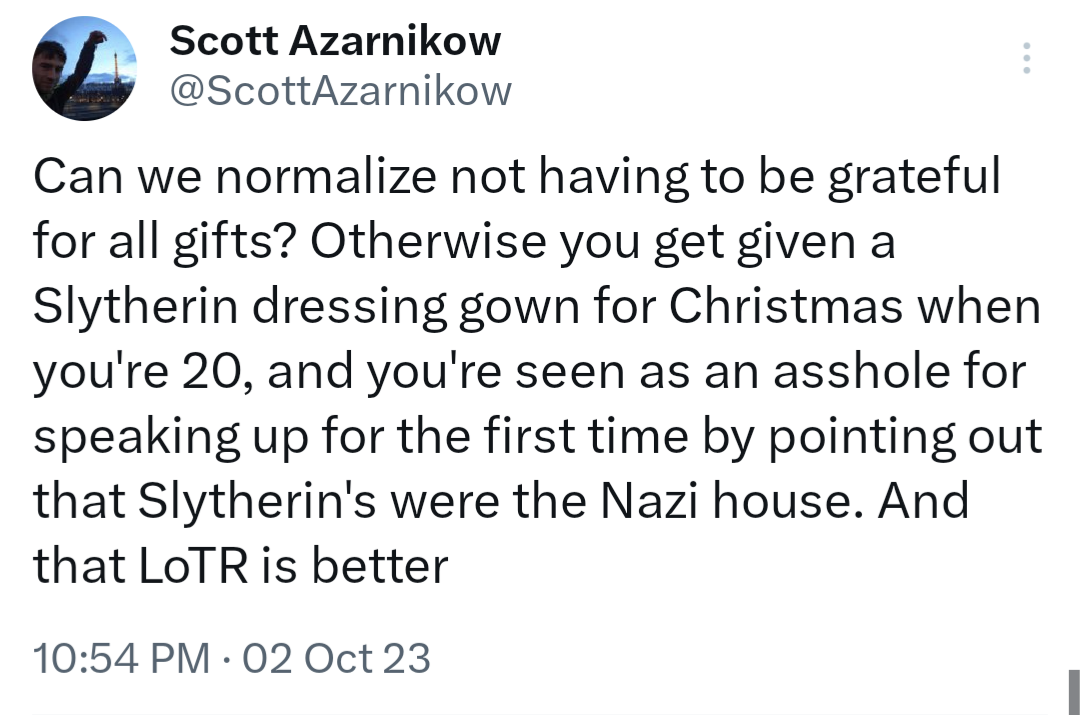 Scott Azarnikow
@ScottAzarnikow
Can we normalize not having to be grateful
for all gifts? Otherwise you get given a
Slytherin dressing gown for Christmas when
you're 20, and you're seen as an asshole for
speaking up for the first time by pointing out
that Slytherin's were the Nazi house. And
that LoTR is better
10:54 PM · 02 Oct 23